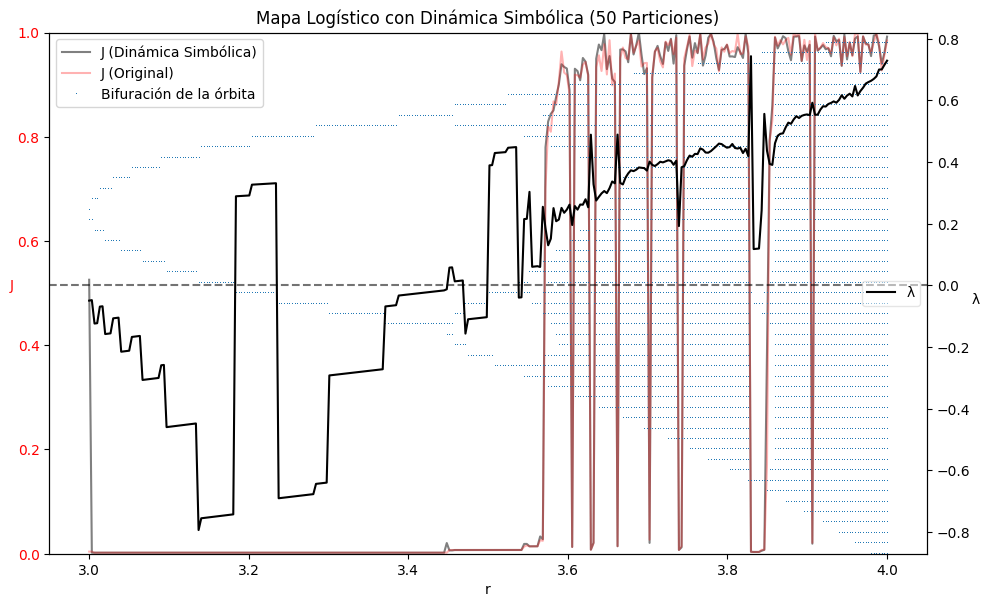 Mapa Logístico con Dinámica Simbólica (50 Particiones)
J (Dinámica Simbólica)
J (Original)
Bifuración de la órbita
1.0
0.8
0.6
0.4
0.2
0.0
J
0.8
0.6
0.4
0.2
0.0
−0.2
−0.4
−0.6
−0.8
λ
λ
3.0
3.2
3.4
3.6
3.8
4.0
r